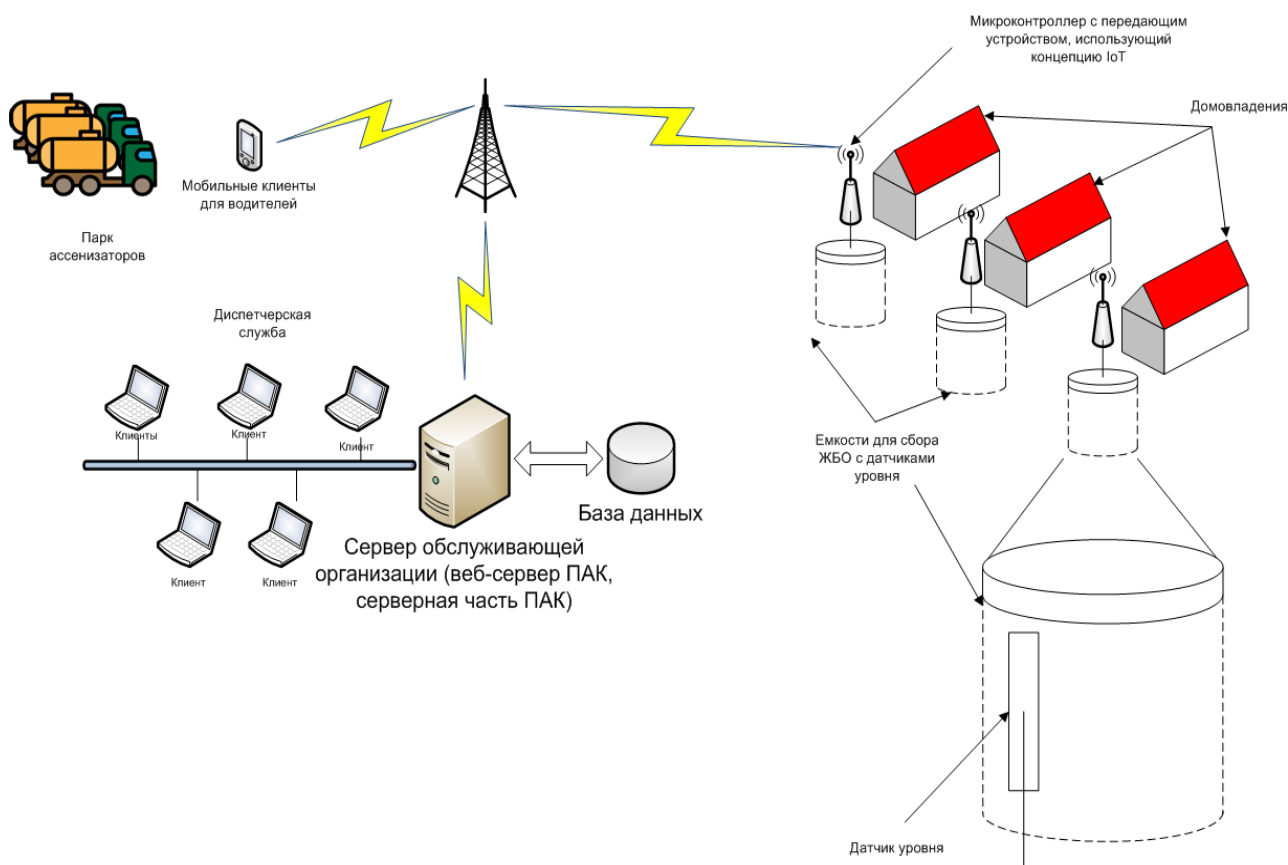 Микроконтроллер с передающим
устройством, использующий
концепцию IoT
Домовладения
Мобильные клиенты
для водителей
Парк
ассенизаторов
Диспетчерская
служба
Клиенты
Клиент
Клиент
Клиент
Клиент
База данных
Сервер обслуживающей
организации (веб-сервер ПАК,
серверная часть ПАК)
Емкости для сбора
ЖБО с датчиками
уровня
Датчик уровня